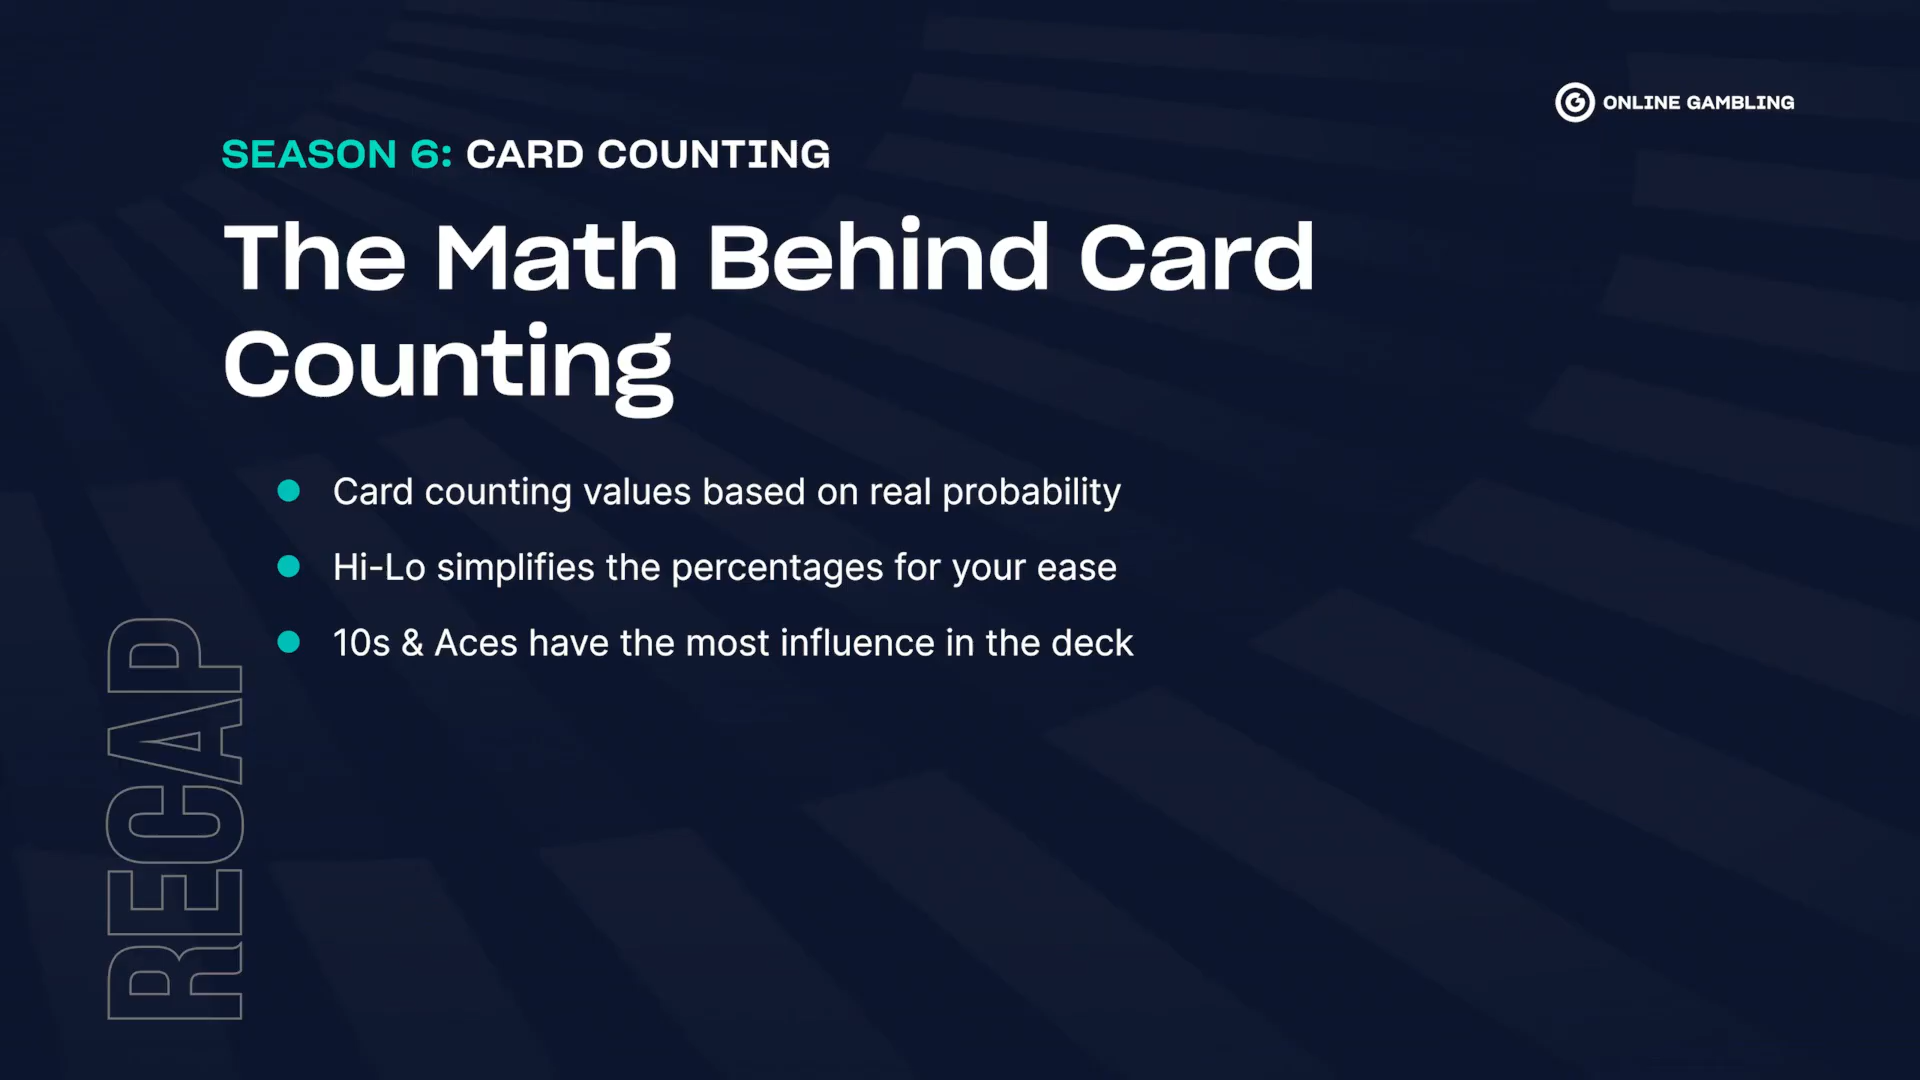 ONLINE GAMBLING
SEASON 6: CARD COUNTING
The Math Behind Card
Counting
Card counting values based on real probability
Hi-Lo simplifies the percentages for your ease
10s & Aces have the most influence in the deck
RECAP